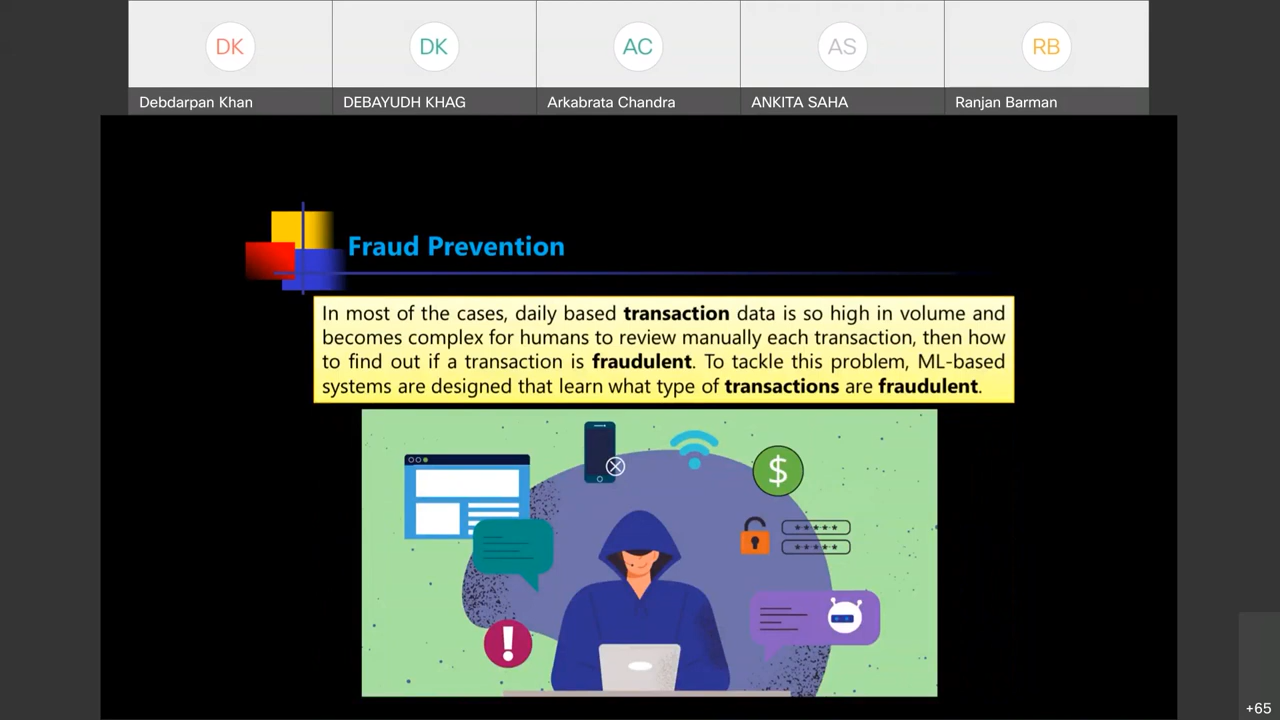 DK
DK
AC
AS
RB
Debdarpan Khan
DEBAYUDH KHAG
Arkabrata Chandra
ANKITA SAHA
Ranjan Barman
Fraud Prevention
In most of the cases, daily based transaction data is so high in volume and
becomes complex for humans to review manually each transaction, then how
to find out if a transaction is fraudulent. To tackle this problem, ML-based
systems are designed that learn what type of transactions are fraudulent.
$
*****
*****
!
+65